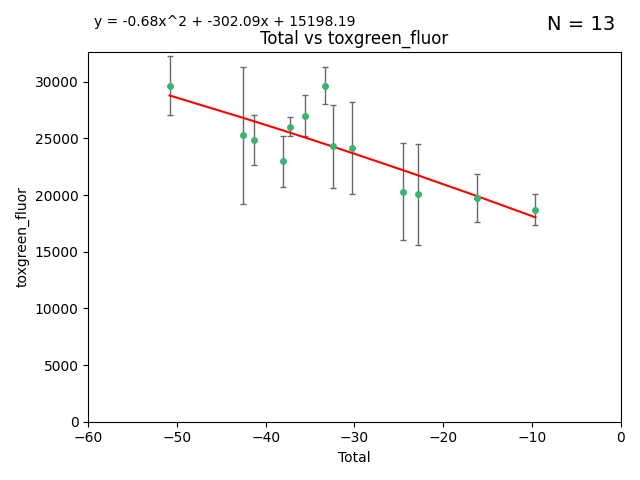 y = -0.68x^2 + -302.09x + 15198.19
N = 13
Total vs toxgreen_fluor
30000
25000
20000
15000
10000
5000
0
toxgreen_fluor
−60
−50
−40
−30
−20
−10
0
Total